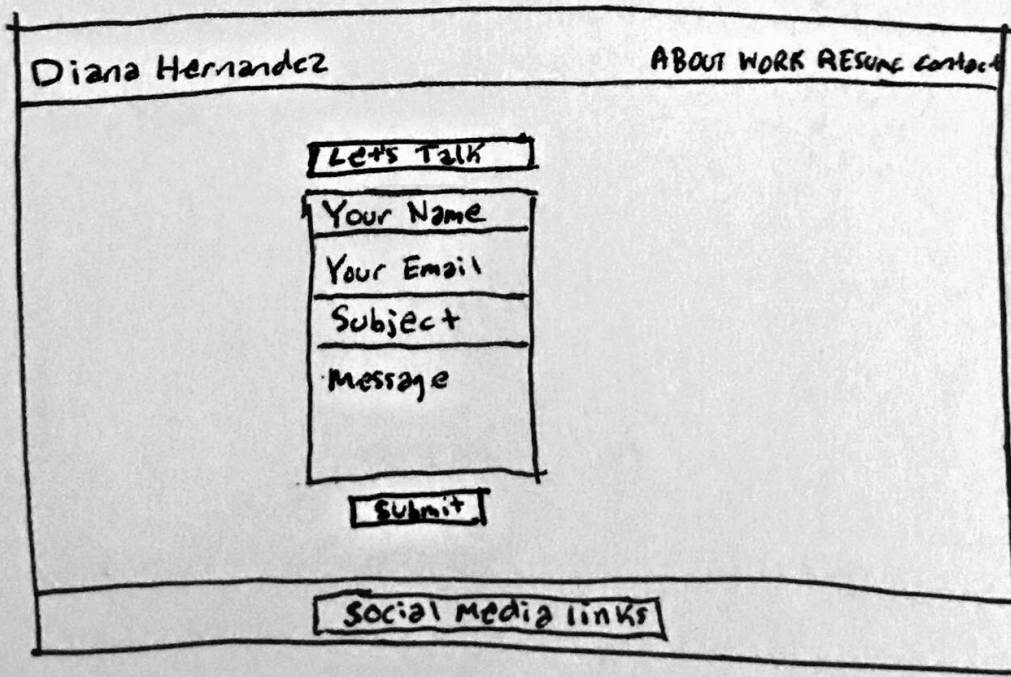 Diana Hernandez
ABOUT WORK RESUME contact
Let's Talk
Your Name
Your Email
Subject
Message
Submit
Social Media links